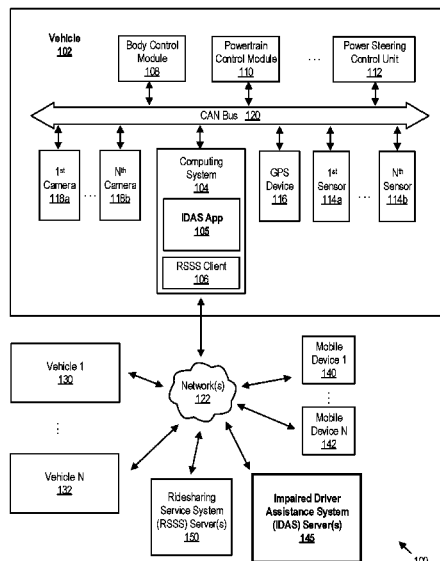 Vehicle
102
Body Control
Module
108
Powertrain
Control Module
110
...
Power Steering
Control Unit
112
CAN Bus 120
1st
Camera
118a
...
Nth
Camera
118b
Computing
System
104
IDAS App
105
RSSS Client
106
GPS
Device
116
1st
Sensor
114a
...
Nth
Sensor
114b
Vehicle 1
130
Network(s)
122
Mobile
Device 1
140
Mobile
Device N
142
Vehicle N
132
Ridesharing
Service System
(RSSS) Server(s)
150
Impaired Driver
Assistance System
(IDAS) Server(s)
145
100